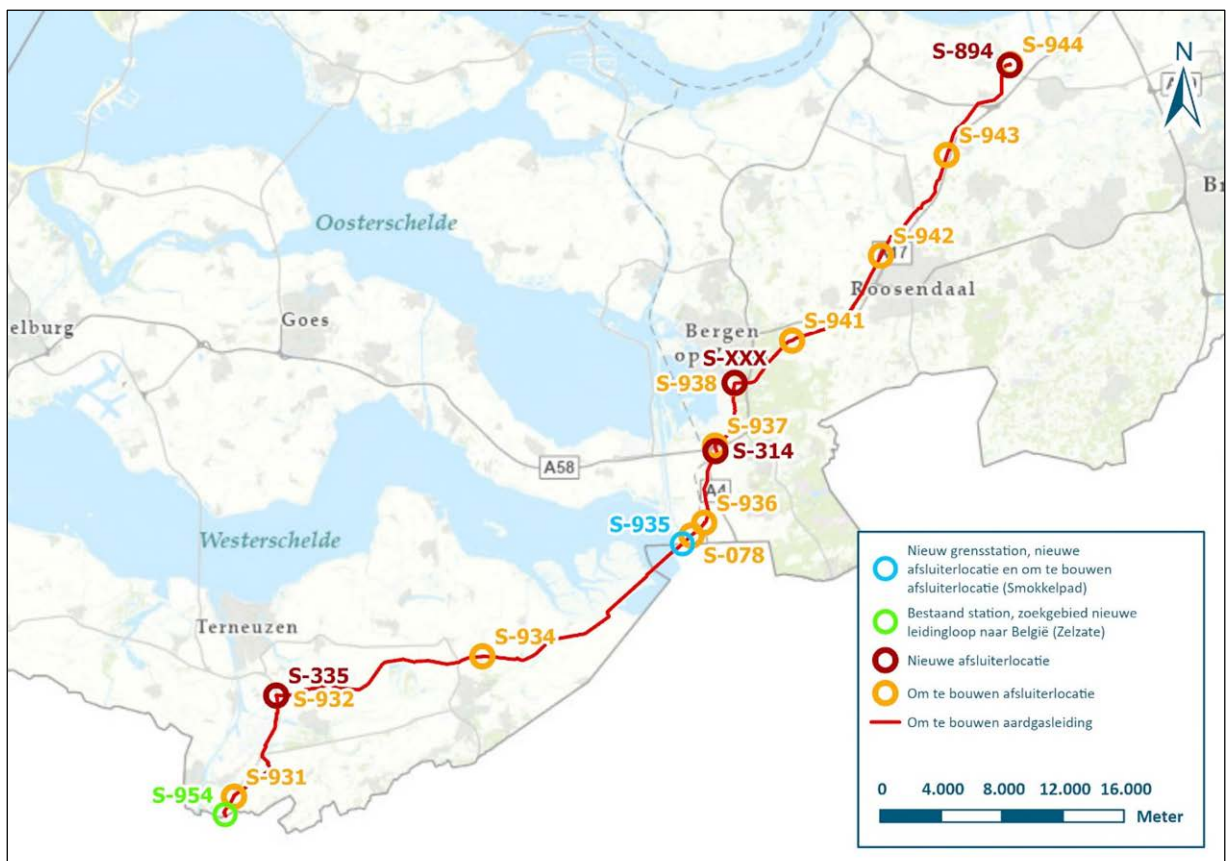 S-894
S-944
N
S-943
Oosterschelde
S-942
Roosendaal
Goes
elburg
S-941
Bergen
op
S-XXX
S-938
S-937
S-314
A58
A4
S-936
S-935
S-078
Westerschelde
Terneuzen
S-934
S-335
S-932
S-931
S-954
Br
17
Nieuw grensstation, nieuwe
afsluiterlocatie en om te bouwen
afsluiterlocatie (Smokkelpad)
Bestaand station, zoekgebied nieuwe
leidingloop naar België (Zelzate)
Nieuwe afsluiterlocatie
Om te bouwen afsluiterlocatie
Om te bouwen aardgasleiding
0 4.000 8.000 12.000 16.000
Meter